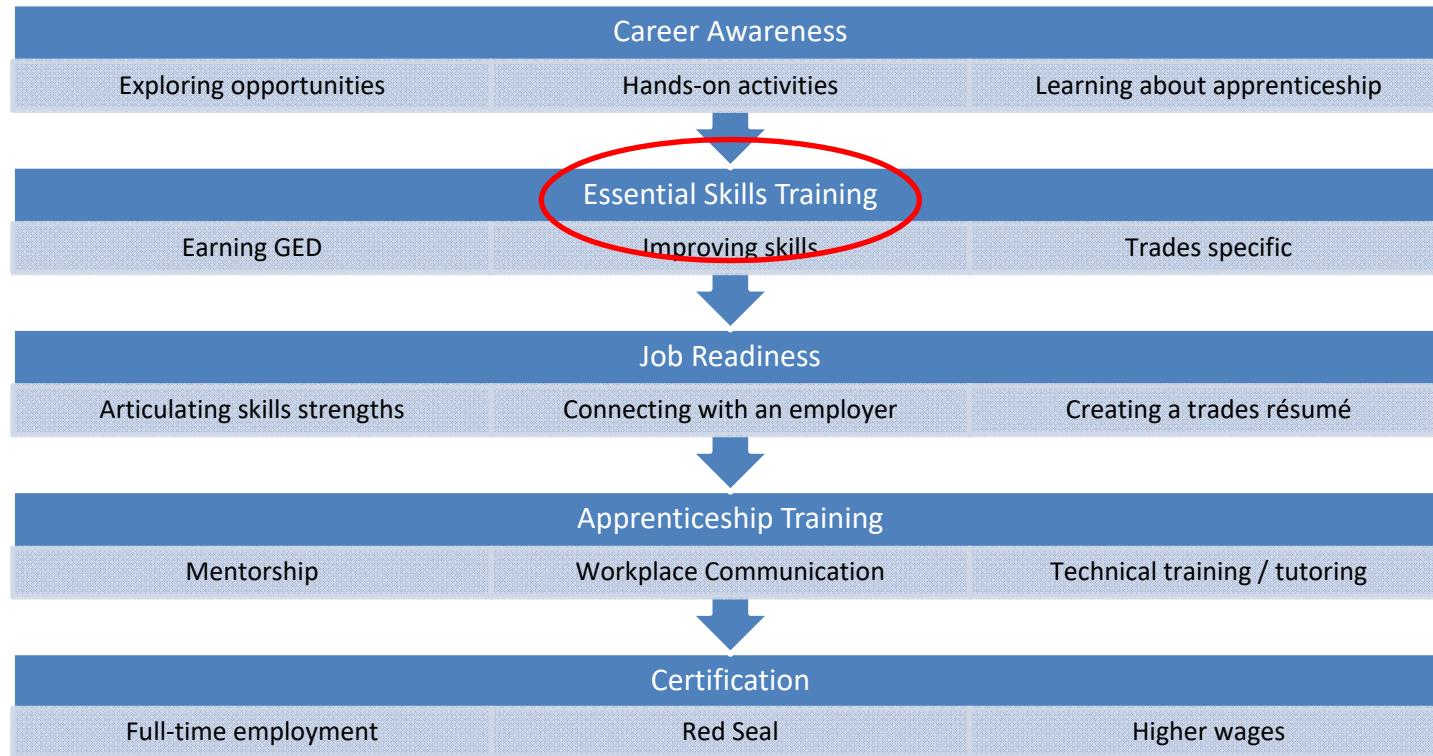 Career Awareness
Exploring opportunities Hands-on activities Learning about apprenticeship
Essential Skills Training
Earning GED Improving skills Trades specific
Job Readiness
Articulating skills strengths Connecting with an employer Creating a trades résumé
Apprenticeship Training
Mentorship Workplace Communication Technical training / tutoring
Certification
Full-time employment Red Seal Higher wages